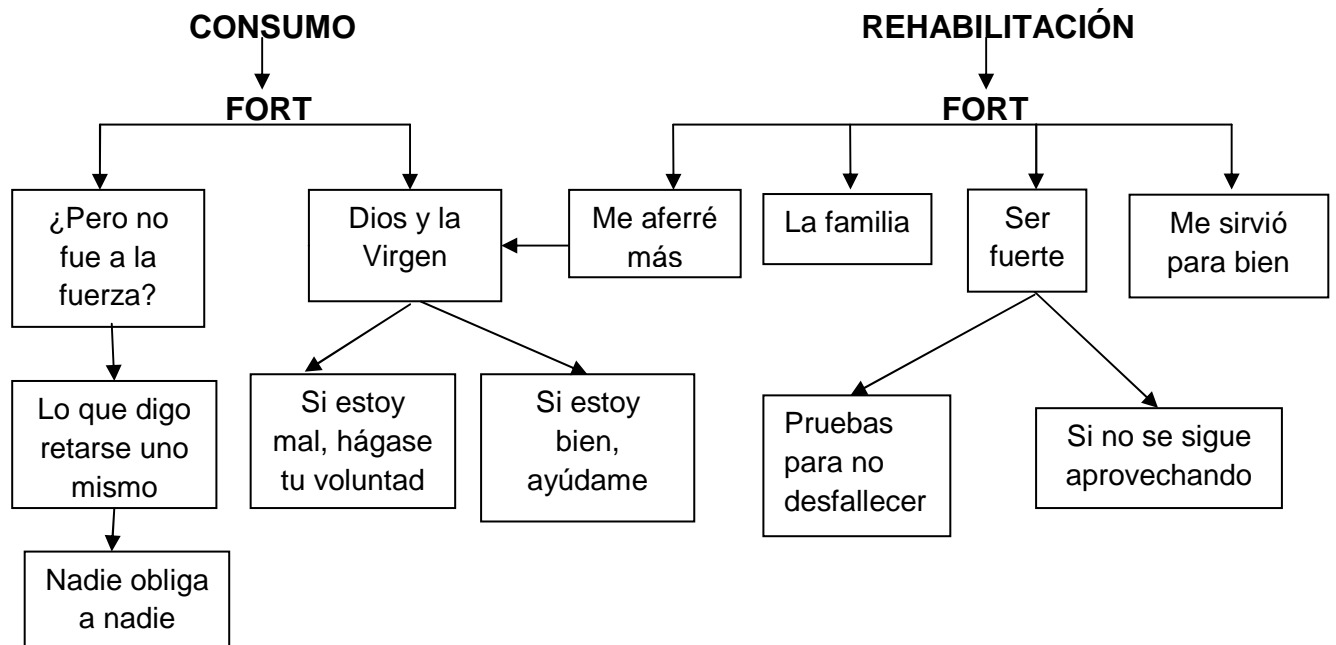 CONSUMO
REHABILITACIÓN
FORT
FORT
¿Pero no
fue a la
fuerza?
Dios y la
Virgen
Me aferré
más
La familia
Ser
fuerte
Me sirvió
para bien
Lo que digo
retarse uno
mismo
Si estoy
mal, hágase
tu voluntad
Si estoy
bien,
ayúdame
Pruebas
para no
desfallecer
Si no se sigue
aprovechando
Nadie obliga
a nadie